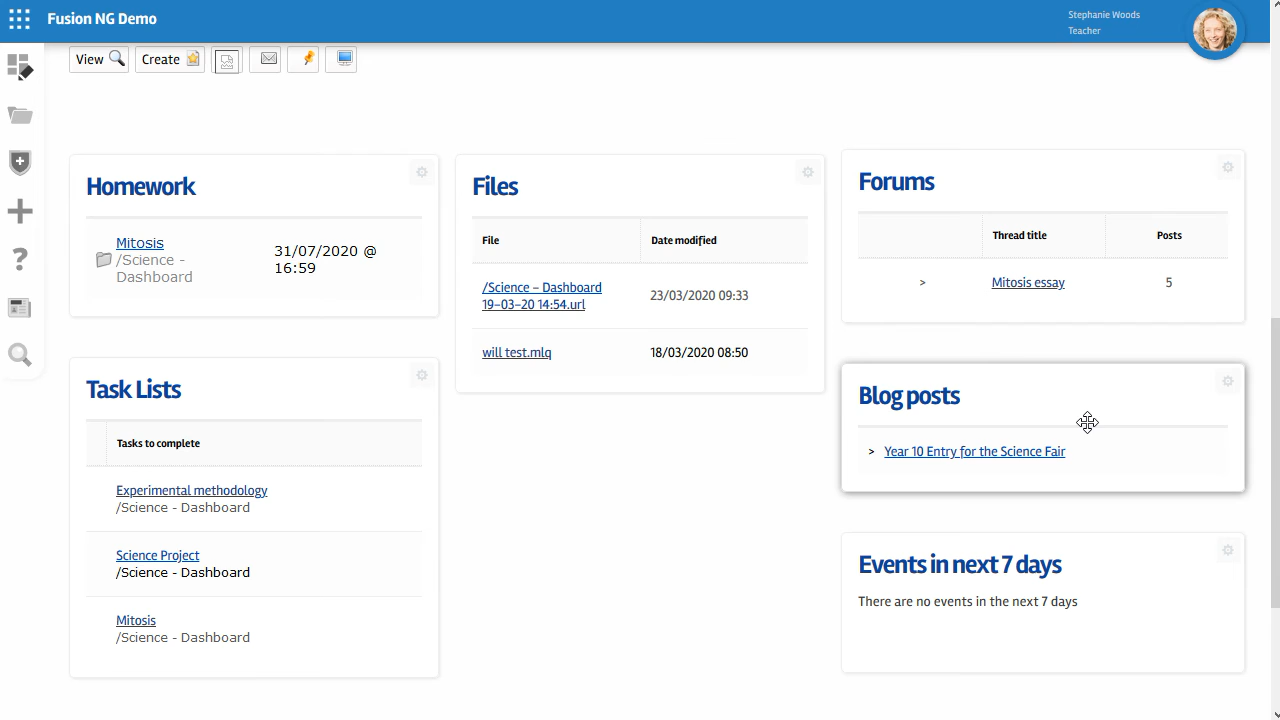 Fusion NG Demo
Stephanie Woods
Teacher
View
Create
Homework
Mitosis
/Science -
Dashboard
31/07/2020 @
16:59
Task Lists
Tasks to complete
Experimental methodology
/Science - Dashboard
Science Project
/Science - Dashboard
Mitosis
/Science - Dashboard
Files
File Date modified
/Science – Dashboard
19-03-20 14:54.url
23/03/2020 09:33
will test.mlq 18/03/2020 08:50
Forums
Thread title Posts
> Mitosis essay 5
Blog posts
> Year 10 Entry for the Science Fair
Events in next 7 days
There are no events in the next 7 days